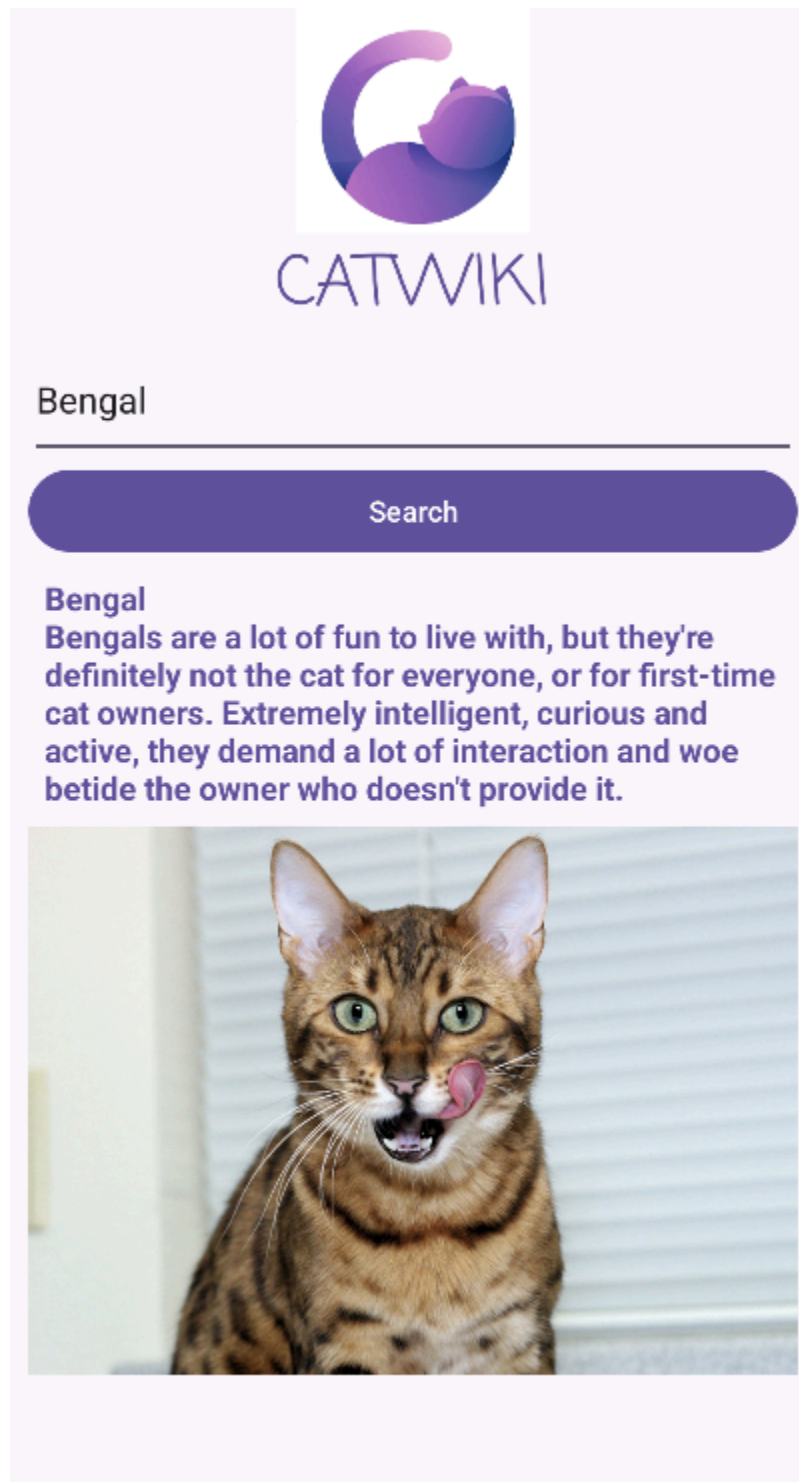 CATWIKI
Bengal
Search
Bengal
Bengals are a lot of fun to live with, but they're
definitely not the cat for everyone, or for first-time
cat owners. Extremely intelligent, curious and
active, they demand a lot of interaction and woe
betide the owner who doesn't provide it.